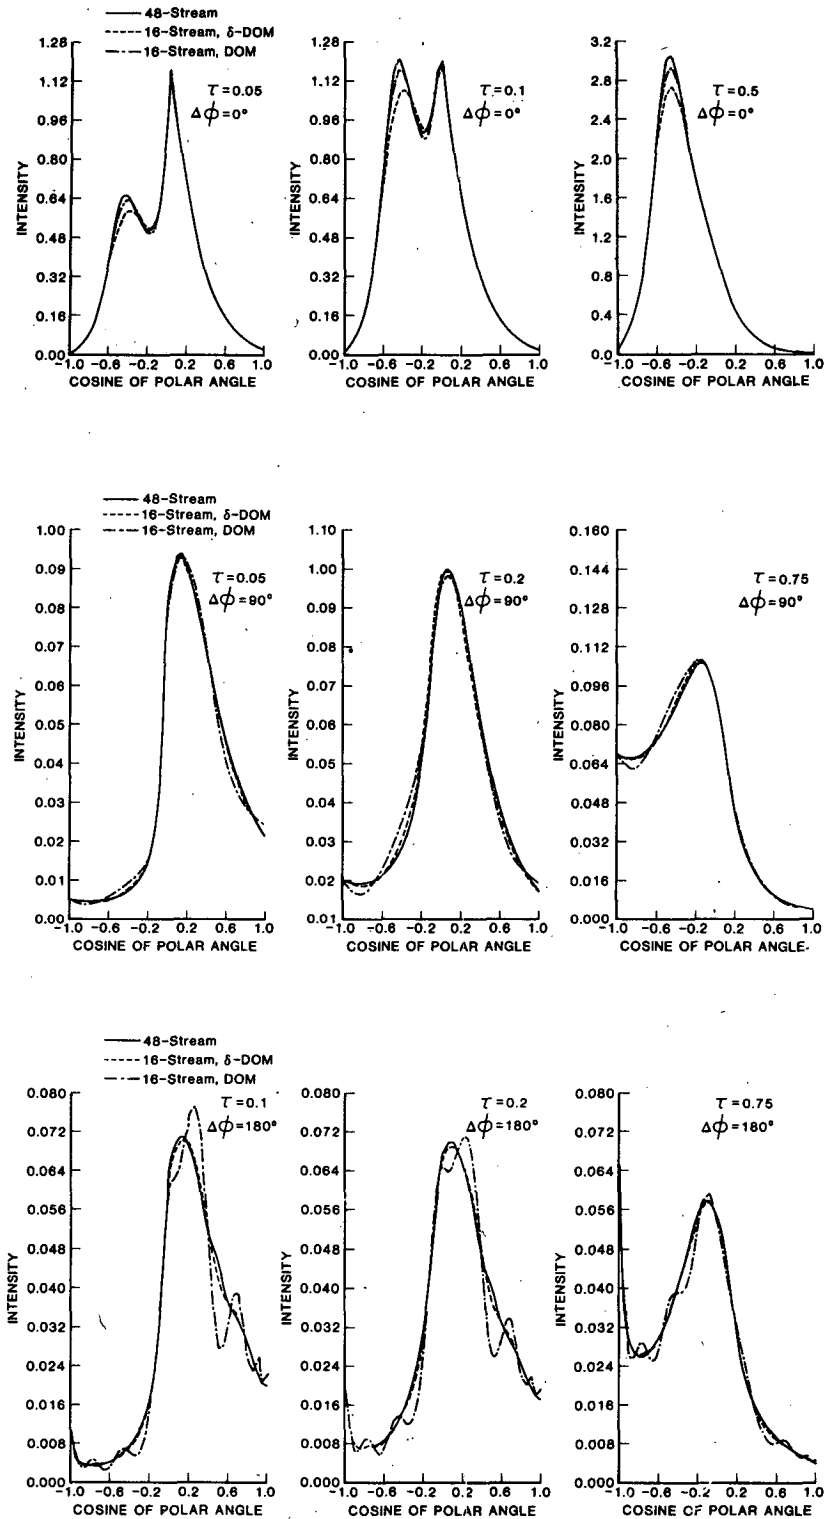 48-Stream
16-Stream, δ-DOM
16-Stream, DOM
1.28
1.12
0.96
0.80
0.64
0.48
0.32
0.16
0.00
INTENSITY
τ=0.05
Δϕ=0°
-1.0 -0.6 -0.2 0.2 0.6 1.0
COSINE OF POLAR ANGLE
1.28
1.12
0.96
0.80
0.64
0.48
0.32
0.16
0.00
INTENSITY
τ=0.1
Δϕ=0°
-1.0 -0.6 -0.2 0.2 0.6 1.0
COSINE OF POLAR ANGLE
3.2
2.8
2.4
2.0
1.6
1.2
2.8
0.4
0.0
INTENSITY
τ=0.5
Δϕ=0°
-1.0 -0.6 -0.2 0.2 0.6 1.0
COSINE OF POLAR ANGLE
48-Stream
16-Stream, δ-DOM
16-Stream, DOM
1.00
0.09
0.08
0.07
0.06
0.05
0.04
0.03
0.02
0.01
0.00
INTENSITY
τ=0.05
Δϕ=90°
-1.0 -0.6 -0.2 0.2 0.6 1.0
COSINE OF POLAR ANGLE
1.10
1.00
0.09
0.08
0.07
0.06
0.05
0.04
0.03
0.02
0.01
INTENSITY
τ=0.2
Δϕ=90°
-1.0 -0.6 -0.2 0.2 0.6 1.0
COSINE OF POLAR ANGLE
0.160
0.144
0.128
0.112
0.096
0.080
0.064
0.048
0.032
0.016
0.000
INTENSITY
τ=0.75
Δϕ=90°
-1.0 -0.6 -0.2 0.2 0.6 1.0
COSINE OF POLAR ANGLE
48-Stream
16-Stream, δ-DOM
16-Stream, DOM
0.080
0.072
0.064
0.056
0.048
0.040
0.032
0.024
0.016
0.008
0.000
INTENSITY
τ=0.1
Δϕ=180°
-1.0 -0.6 -0.2 0.2 0.6 1.0
COSINE OF POLAR ANGLE
0.080
0.072
0.064
0.056
0.048
0.040
0.032
0.024
0.016
0.008
0.000
INTENSITY
τ=0.2
Δϕ=180°
-1.0 -0.6 -0.2 0.2 0.6 1.0
COSINE OF POLAR ANGLE
0.080
0.072
0.064
0.056
0.048
0.040
0.032
0.024
0.016
0.008
0.000
INTENSITY
τ=0.75
Δϕ=180°
-1.0 -0.6 -0.2 0.2 0.6 1.0
COSINE OF POLAR ANGLE